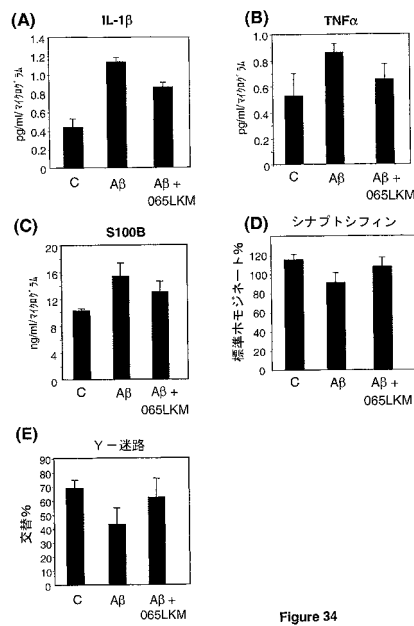 (A)
IL-1β
pg/ml/マイクログラム
1.4
1.2
1.0
0.8
0.6
0.4
0.2
0
C
Aβ
Aβ +
065LKM
(B)
TNFα
pg/ml/マイクログラム
1.0
0.8
0.6
0.4
0.2
0
C
Aβ
Aβ +
065LKM
(C)
S100B
ng/ml/マイクログラム
20
16
12
8
4
0
C
Aβ
Aβ +
065LKM
(D)
シナプトシフィン
標準ホモジネート%
120
100
80
60
40
20
0
C
Aβ
Aβ +
065LKM
(E)
Y－迷路
交替%
90
80
70
60
50
40
30
20
10
0
C
Aβ
Aβ +
065LKM
Figure 34